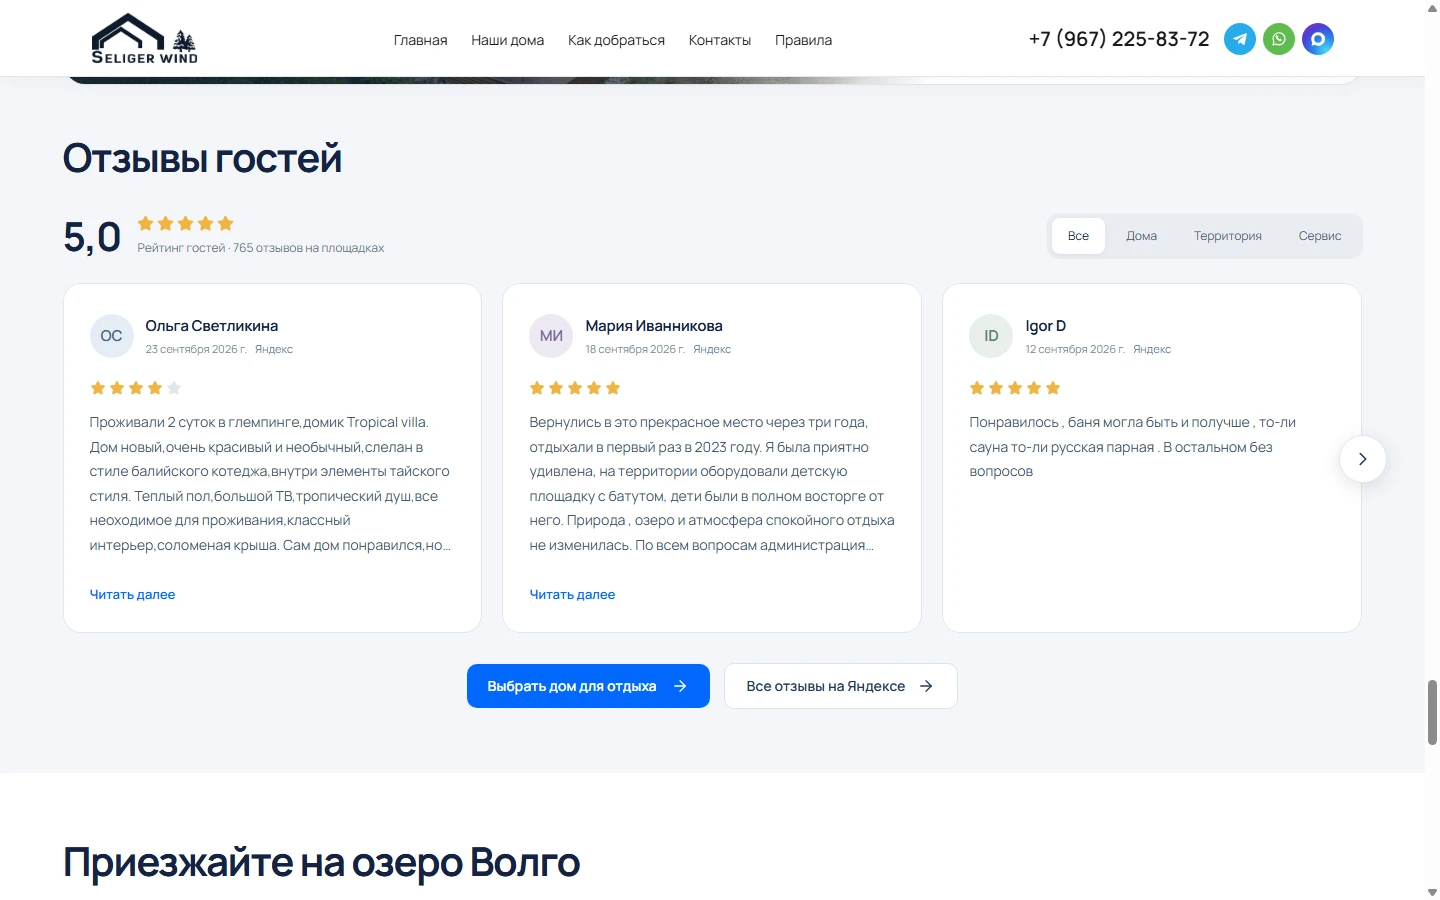 SELIGER WIND
Главная Наши дома Как добраться Контакты Правила
+7 (967) 225-83-72
Отзывы гостей
5,0
Рейтинг гостей · 765 отзывов на площадках
Все Дома Территория Сервис
ОС
Ольга Светликина
23 сентября 2026 г. Яндекс
Проживали 2 суток в глемпинге,домик Tropical villa.
Дом новый,очень красивый и необычный,слелан в
стиле балийского котеджа,внутри элементы тайского
стиля. Теплый пол,большой ТВ,тропический душ,все
неоходимое для проживания,классный
интерьер,соломеная крыша. Сам дом понравился,но...
Читать далее
МИ
Мария Иванникова
18 сентября 2026 г. Яндекс
Вернулись в это прекрасное место через три года,
отдыхали в первый раз в 2023 году. Я была приятно
удивлена, на территории оборудовали детскую
площадку с батутом, дети были в полном восторге от
него. Природа , озеро и атмосфера спокойного отдыха
не изменилась. По всем вопросам администрация...
Читать далее
ID
Igor D
12 сентября 2026 г. Яндекс
Понравилось , баня могла быть и получше , то-ли
сауна то-ли русская парная . В остальном без
вопросов
Выбрать дом для отдыха
Все отзывы на Яндексе
Приезжайте на озеро Волго